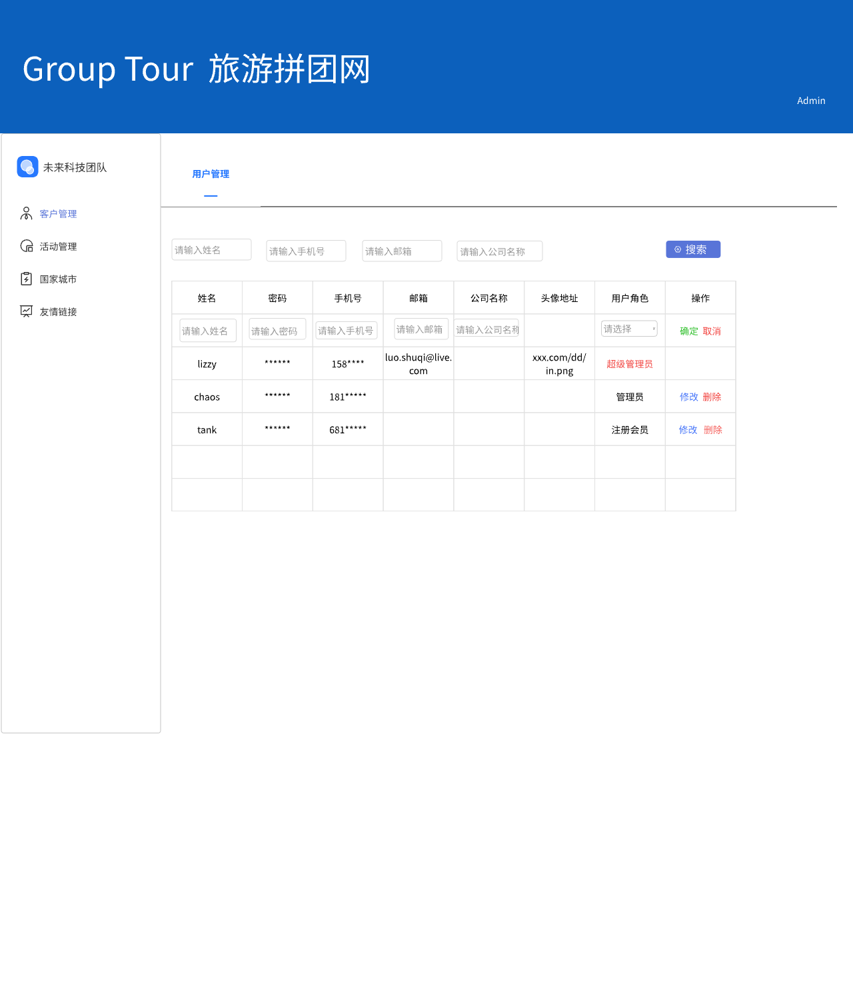 Group Tour 旅游拼团网
Admin
未来科技团队
客户管理
活动管理
国家城市
友情链接
用户管理
请输入姓名 请输入手机号 请输入邮箱 请输入公司名称 搜索
姓名 密码 手机号 邮箱 公司名称 头像地址 用户角色 操作
请输入姓名 请输入密码 请输入手机号 请输入邮箱 请输入公司名称 请选择 确定 取消
lizzy ****** 158**** luo.shuqi@live. xxx.com/dd/ 超级管理员
com in.png
chaos ****** 181***** 管理员 修改 删除
tank ****** 681***** 注册会员 修改 删除